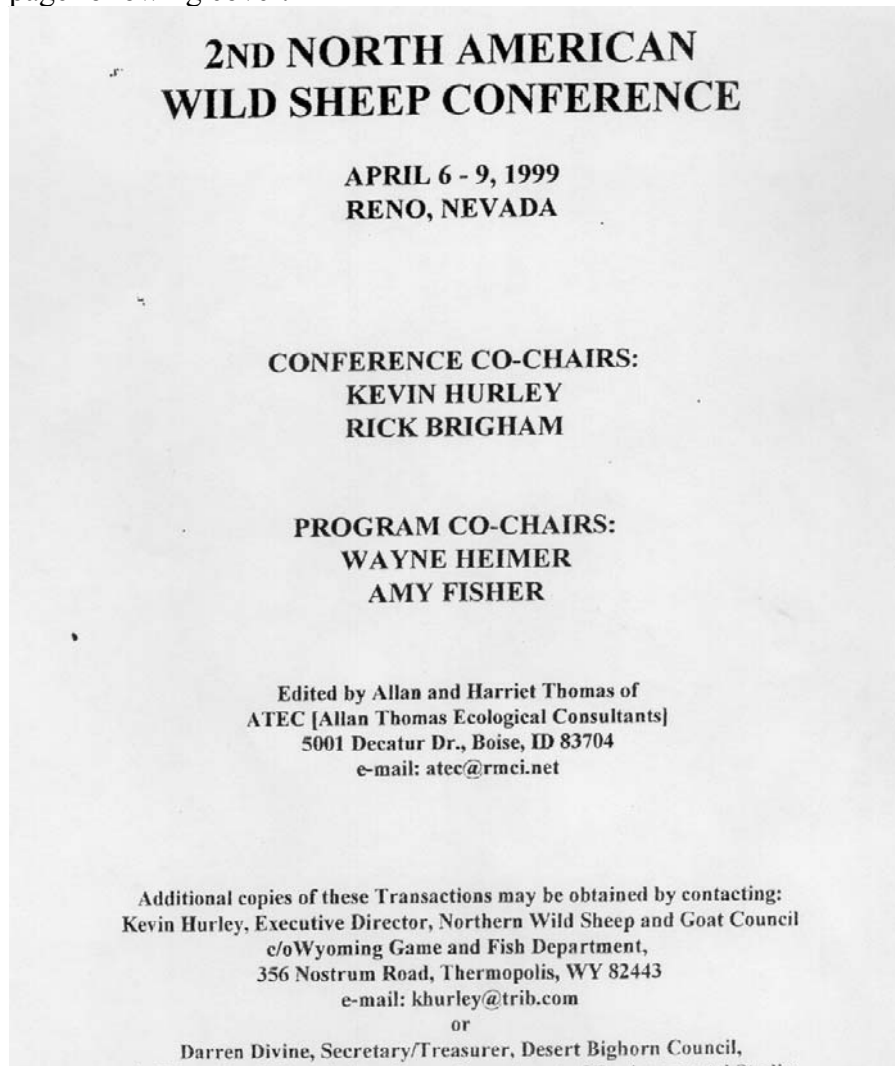 2ND NORTH AMERICAN
WILD SHEEP CONFERENCE
APRIL 6 - 9, 1999
RENO, NEVADA
CONFERENCE CO-CHAIRS:
KEVIN HURLEY
RICK BRIGHAM
PROGRAM CO-CHAIRS:
WAYNE HEIMER
AMY FISHER
Edited by Allan and Harriet Thomas of
ATEC [Allan Thomas Ecological Consultants]
5001 Decatur Dr., Boise, ID 83704
e-mail: atec@rmci.net
Additional copies of these Transactions may be obtained by contacting:
Kevin Hurley, Executive Director, Northern Wild Sheep and Goat Council
c/oWyoming Game and Fish Department,
356 Nostrum Road, Thermopolis, WY 82443
e-mail: khurley@trib.com
or
Darren Divine, Secretary/Treasurer, Desert Bighorn Council,